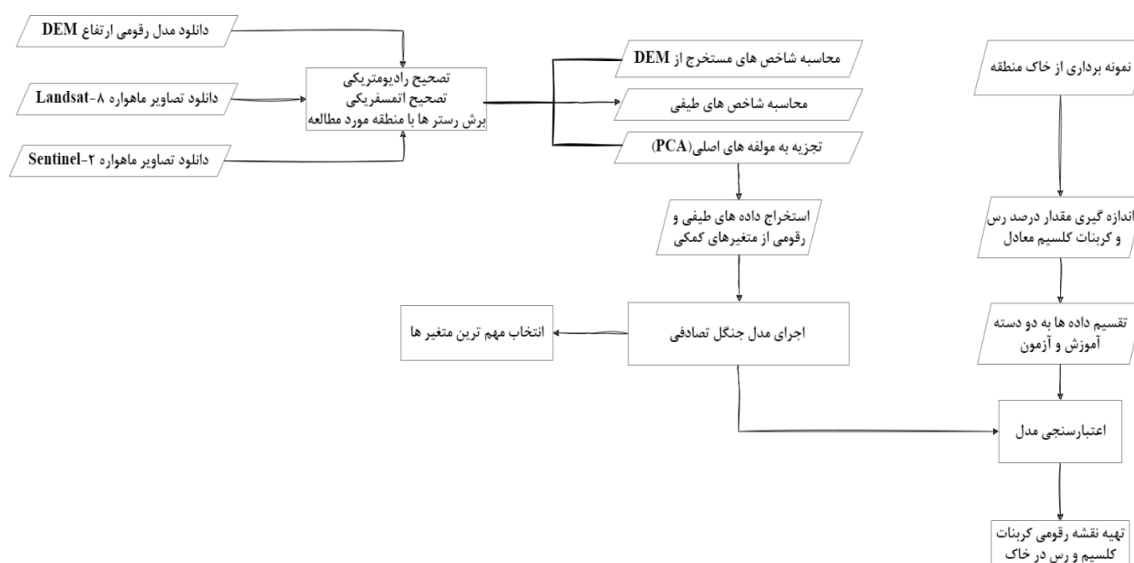 دانلود مدل رقومی ارتفاع DEM
دانلود تصاویر ماهواره Landsat-۸
دانلود تصاویر ماهواره Sentinel-۲
تصحیح رادیومتریکی
تصحیح اتمسفریکی
برش رستر ها با منطقه مورد مطالعه
محاسبه شاخص های مستخرج از DEM
محاسبه شاخص های طیفی
تجزیه به مولفه های اصلی(PCA)
استخراج داده های طیفی و
رقومی از متغیرهای کمکی
اجرای مدل جنگل تصادفی
انتخاب مهم ترین متغیر ها
نمونه برداری از خاک منطقه
اندازه گیری مقدار درصد رس
و کربنات کلسیم معادل
تقسیم داده ها به دو دسته
آموزش و آزمون
اعتبارسنجی مدل
تهیه نقشه رقومی کربنات
کلسیم و رس در خاک